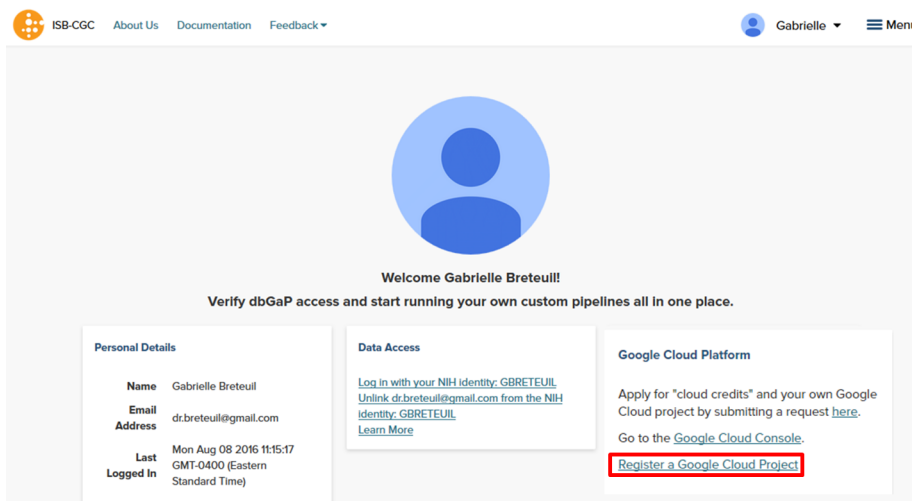 ISB-CGC About Us Documentation Feedback Gabrielle
Welcome Gabrielle Breteuil!
Verify dbGaP access and start running your own custom pipelines all in one place.
Personal Details
Name Gabrielle Breteuil
Email Address dr.breteuil@gmail.com
Last Logged In Mon Aug 08 2016 11:15:17
GMT-0400 (Eastern
Standard Time)
Data Access
Log in with your NIH identity: GBRETEUIL
Unlink dr.breteuil@gmail.com from the NIH
identity: GBRETEUIL
Learn More
Google Cloud Platform
Apply for "cloud credits" and your own Google
Cloud project by submitting a request here.
Go to the Google Cloud Console.
Register a Google Cloud Project